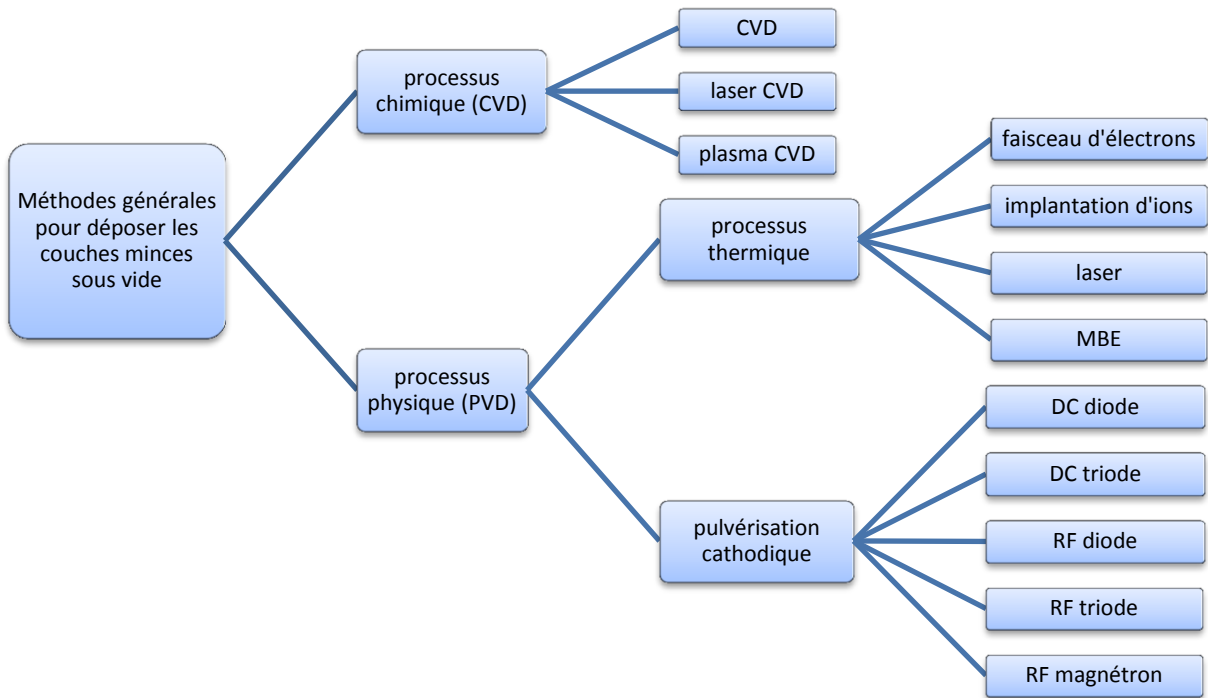 Méthodes générales
pour déposer les
couches minces
sous vide
processus
chimique (CVD)
CVD
laser CVD
plasma CVD
processus
physique (PVD)
processus
thermique
faisceau d'électrons
implantation d'ions
laser
MBE
pulvérisation
cathodique
DC diode
DC triode
RF diode
RF triode
RF magnétron